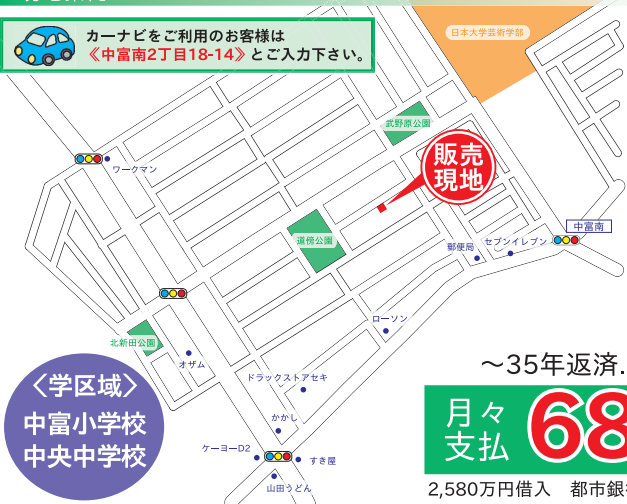 カーナビをご利用のお客様は
《中富南2丁目18-14》とご入力下さい。
日本大学芸術学部
武野原公園
販売
現地
ワークマン
道傍公園
中富南
郵便局
セブンイレブン
ローソン
北新田公園
オザム
ドラックストアセキ
かかし
ケーヨーD2
すき屋
山田うどん
〈学区域〉
中富小学校
中央中学校
〜35年返済
月々
支払
68
2,580万円借入 都市銀